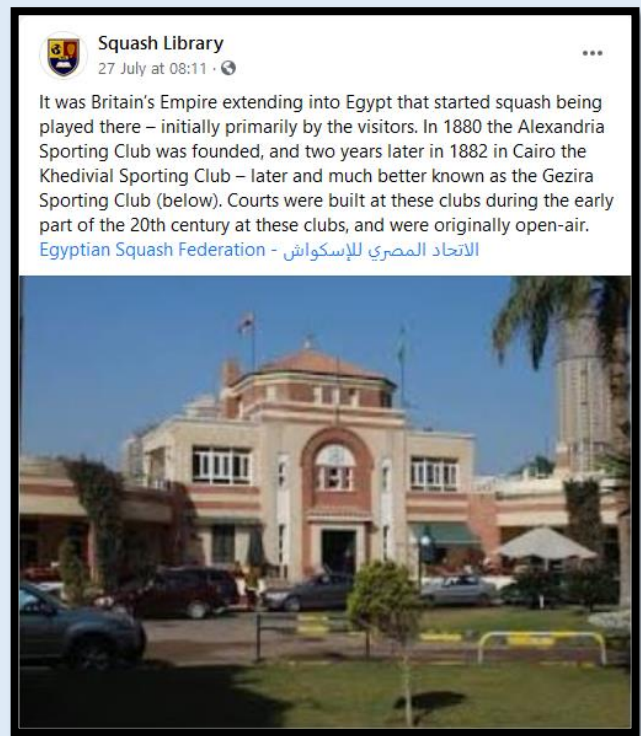 Squash Library
27 July at 08:11 ·
It was Britain's Empire extending into Egypt that started squash being
played there – initially primarily by the visitors. In 1880 the Alexandria
Sporting Club was founded, and two years later in 1882 in Cairo the
Khedivial Sporting Club – later and much better known as the Gezira
Sporting Club (below). Courts were built at these clubs during the early
part of the 20th century at these clubs, and were originally open-air.
Egyptian Squash Federation - الاتحاد المصري للإسكواش